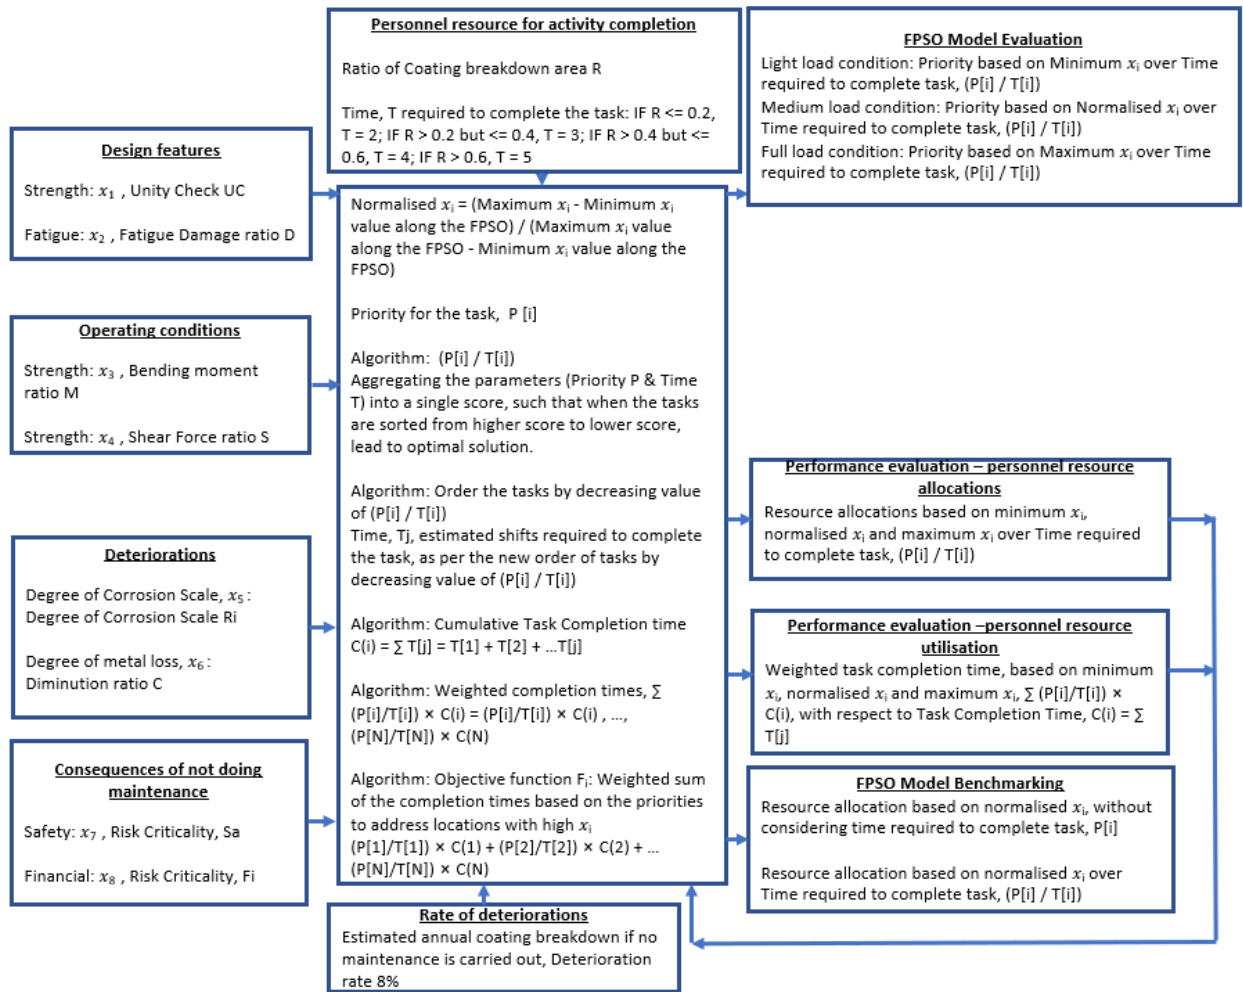 Personnel resource for activity completion
Ratio of Coating breakdown area R
Time, T required to complete the task: IF R <= 0.2,
T = 2; IF R > 0.2 but <= 0.4, T = 3; IF R > 0.4 but <=
0.6, T = 4; IF R > 0.6, T = 5
FPSO Model Evaluation
Light load condition: Priority based on Minimum xᵢ over Time
required to complete task, (P[i] / T[i])
Medium load condition: Priority based on Normalised xᵢ over
Time required to complete task, (P[i] / T[i])
Full load condition: Priority based on Maximum xᵢ over Time
required to complete task, (P[i] / T[i])
Design features
Strength: x₁ , Unity Check UC
Fatigue: x₂ , Fatigue Damage ratio D
Operating conditions
Strength: x₃ , Bending moment
ratio M
Strength: x₄ , Shear Force ratio S
Deteriorations
Degree of Corrosion Scale, x₅ :
Degree of Corrosion Scale Ri
Degree of metal loss, x₆ :
Diminution ratio C
Consequences of not doing
maintenance
Safety: x₇ , Risk Criticality, Sa
Financial: x₈ , Risk Criticality, Fi
Normalised xᵢ = (Maximum xᵢ - Minimum xᵢ
value along the FPSO) / (Maximum xᵢ value
along the FPSO - Minimum xᵢ value along the
FPSO)
Priority for the task, P [i]
Algorithm: (P[i] / T[i])
Aggregating the parameters (Priority P & Time
T) into a single score, such that when the tasks
are sorted from higher score to lower score,
lead to optimal solution.
Algorithm: Order the tasks by decreasing value
of (P[i] / T[i])
Time, Tj, estimated shifts required to complete
the task, as per the new order of tasks by
decreasing value of (P[i] / T[i])
Algorithm: Cumulative Task Completion time
C(i) = ∑ T[j] = T[1] + T[2] + ...T[j]
Algorithm: Weighted completion times, ∑
(P[i]/T[i]) × C(i) = (P[i]/T[i]) × C(i) , ...,
(P[N]/T[N]) × C(N)
Algorithm: Objective function Fᵢ: Weighted sum
of the completion times based on the priorities
to address locations with high xᵢ
(P[1]/T[1]) × C(1) + (P[2]/T[2]) × C(2) + ...
(P[N]/T[N]) × C(N)
Rate of deteriorations
Estimated annual coating breakdown if no
maintenance is carried out, Deterioration
rate 8%
Performance evaluation – personnel resource
allocations
Resource allocations based on minimum xᵢ,
normalised xᵢ and maximum xᵢ over Time required
to complete task, (P[i] / T[i])
Performance evaluation –personnel resource
utilisation
Weighted task completion time, based on minimum
xᵢ, normalised xᵢ and maximum xᵢ, ∑ (P[i]/T[i]) ×
C(i), with respect to Task Completion Time, C(i) = ∑
T[j]
FPSO Model Benchmarking
Resource allocation based on normalised xᵢ, without
considering time required to complete task, P[i]
Resource allocation based on normalised xᵢ over
Time required to complete task, (P[i] / T[i])